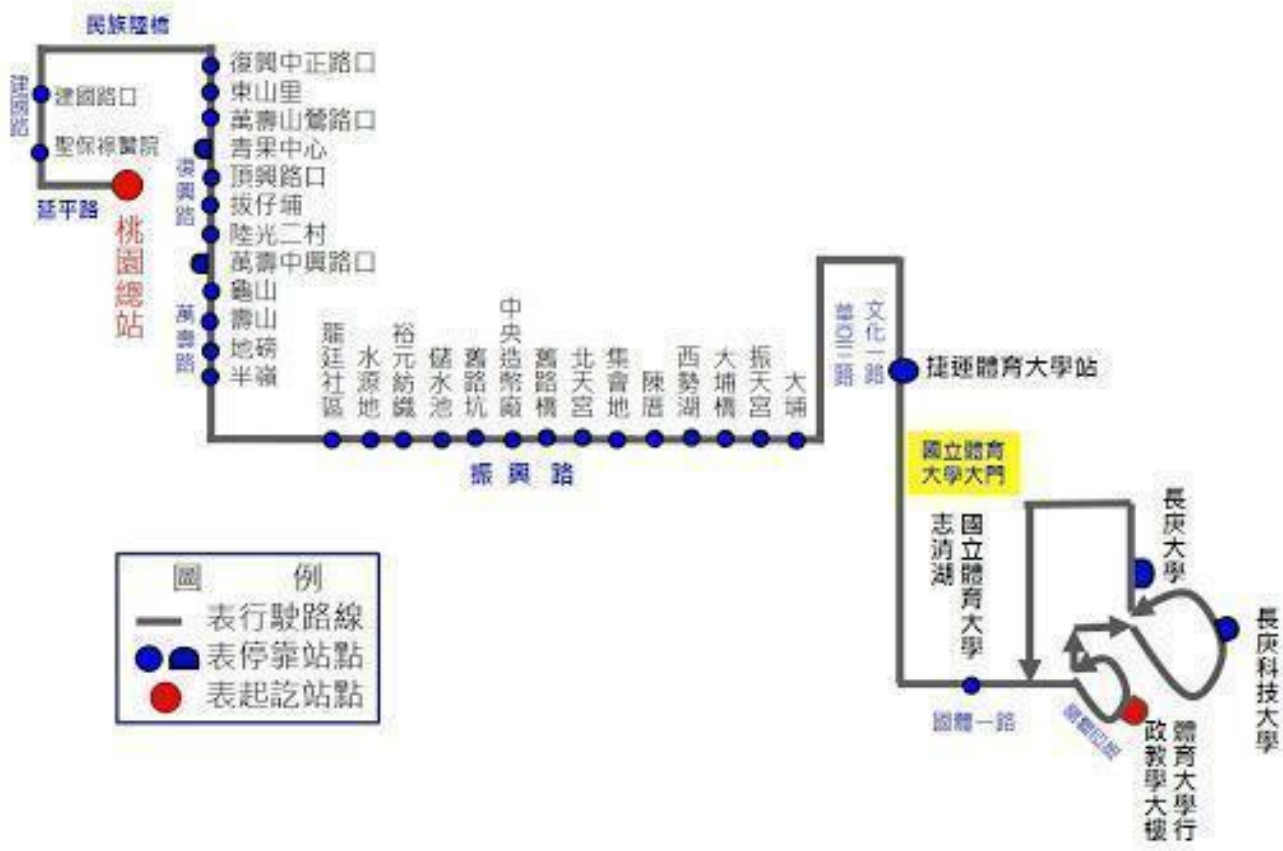 民族陸橋
建國路
建國路口
聖保祿醫院
延平路
桃園總站
復興中正路口
東山里
萬壽山鶯路口
青果中心
頂興路口
拔仔埔
陸光二村
萬壽中興路口
龜山
壽山
地磅
半嶺
復興路
萬壽路
龍廷社區
水源地
裕元紡織
儲水池
舊路坑
中央造幣廠
舊路橋
北天宮
集會地
陳厝
西勢湖
大埔橋
振天宮
大埔
振興路
華亞二路
文化一路
捷運體育大學站
國立體育
大學大門
國立體育大學
志清湖
國體一路
長庚大學
長庚科技大學
體育大學行
政教學大樓
圖 例
表行駛路線
表停靠站點
表起訖站點